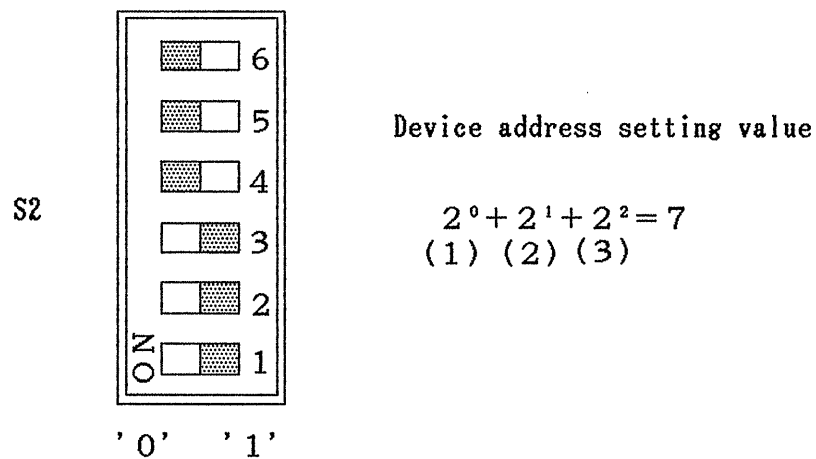 6
5
Device address setting value
4
S2
3
2⁰+2¹+2²=7
(1) (2) (3)
2
ON
1
'0' '1'